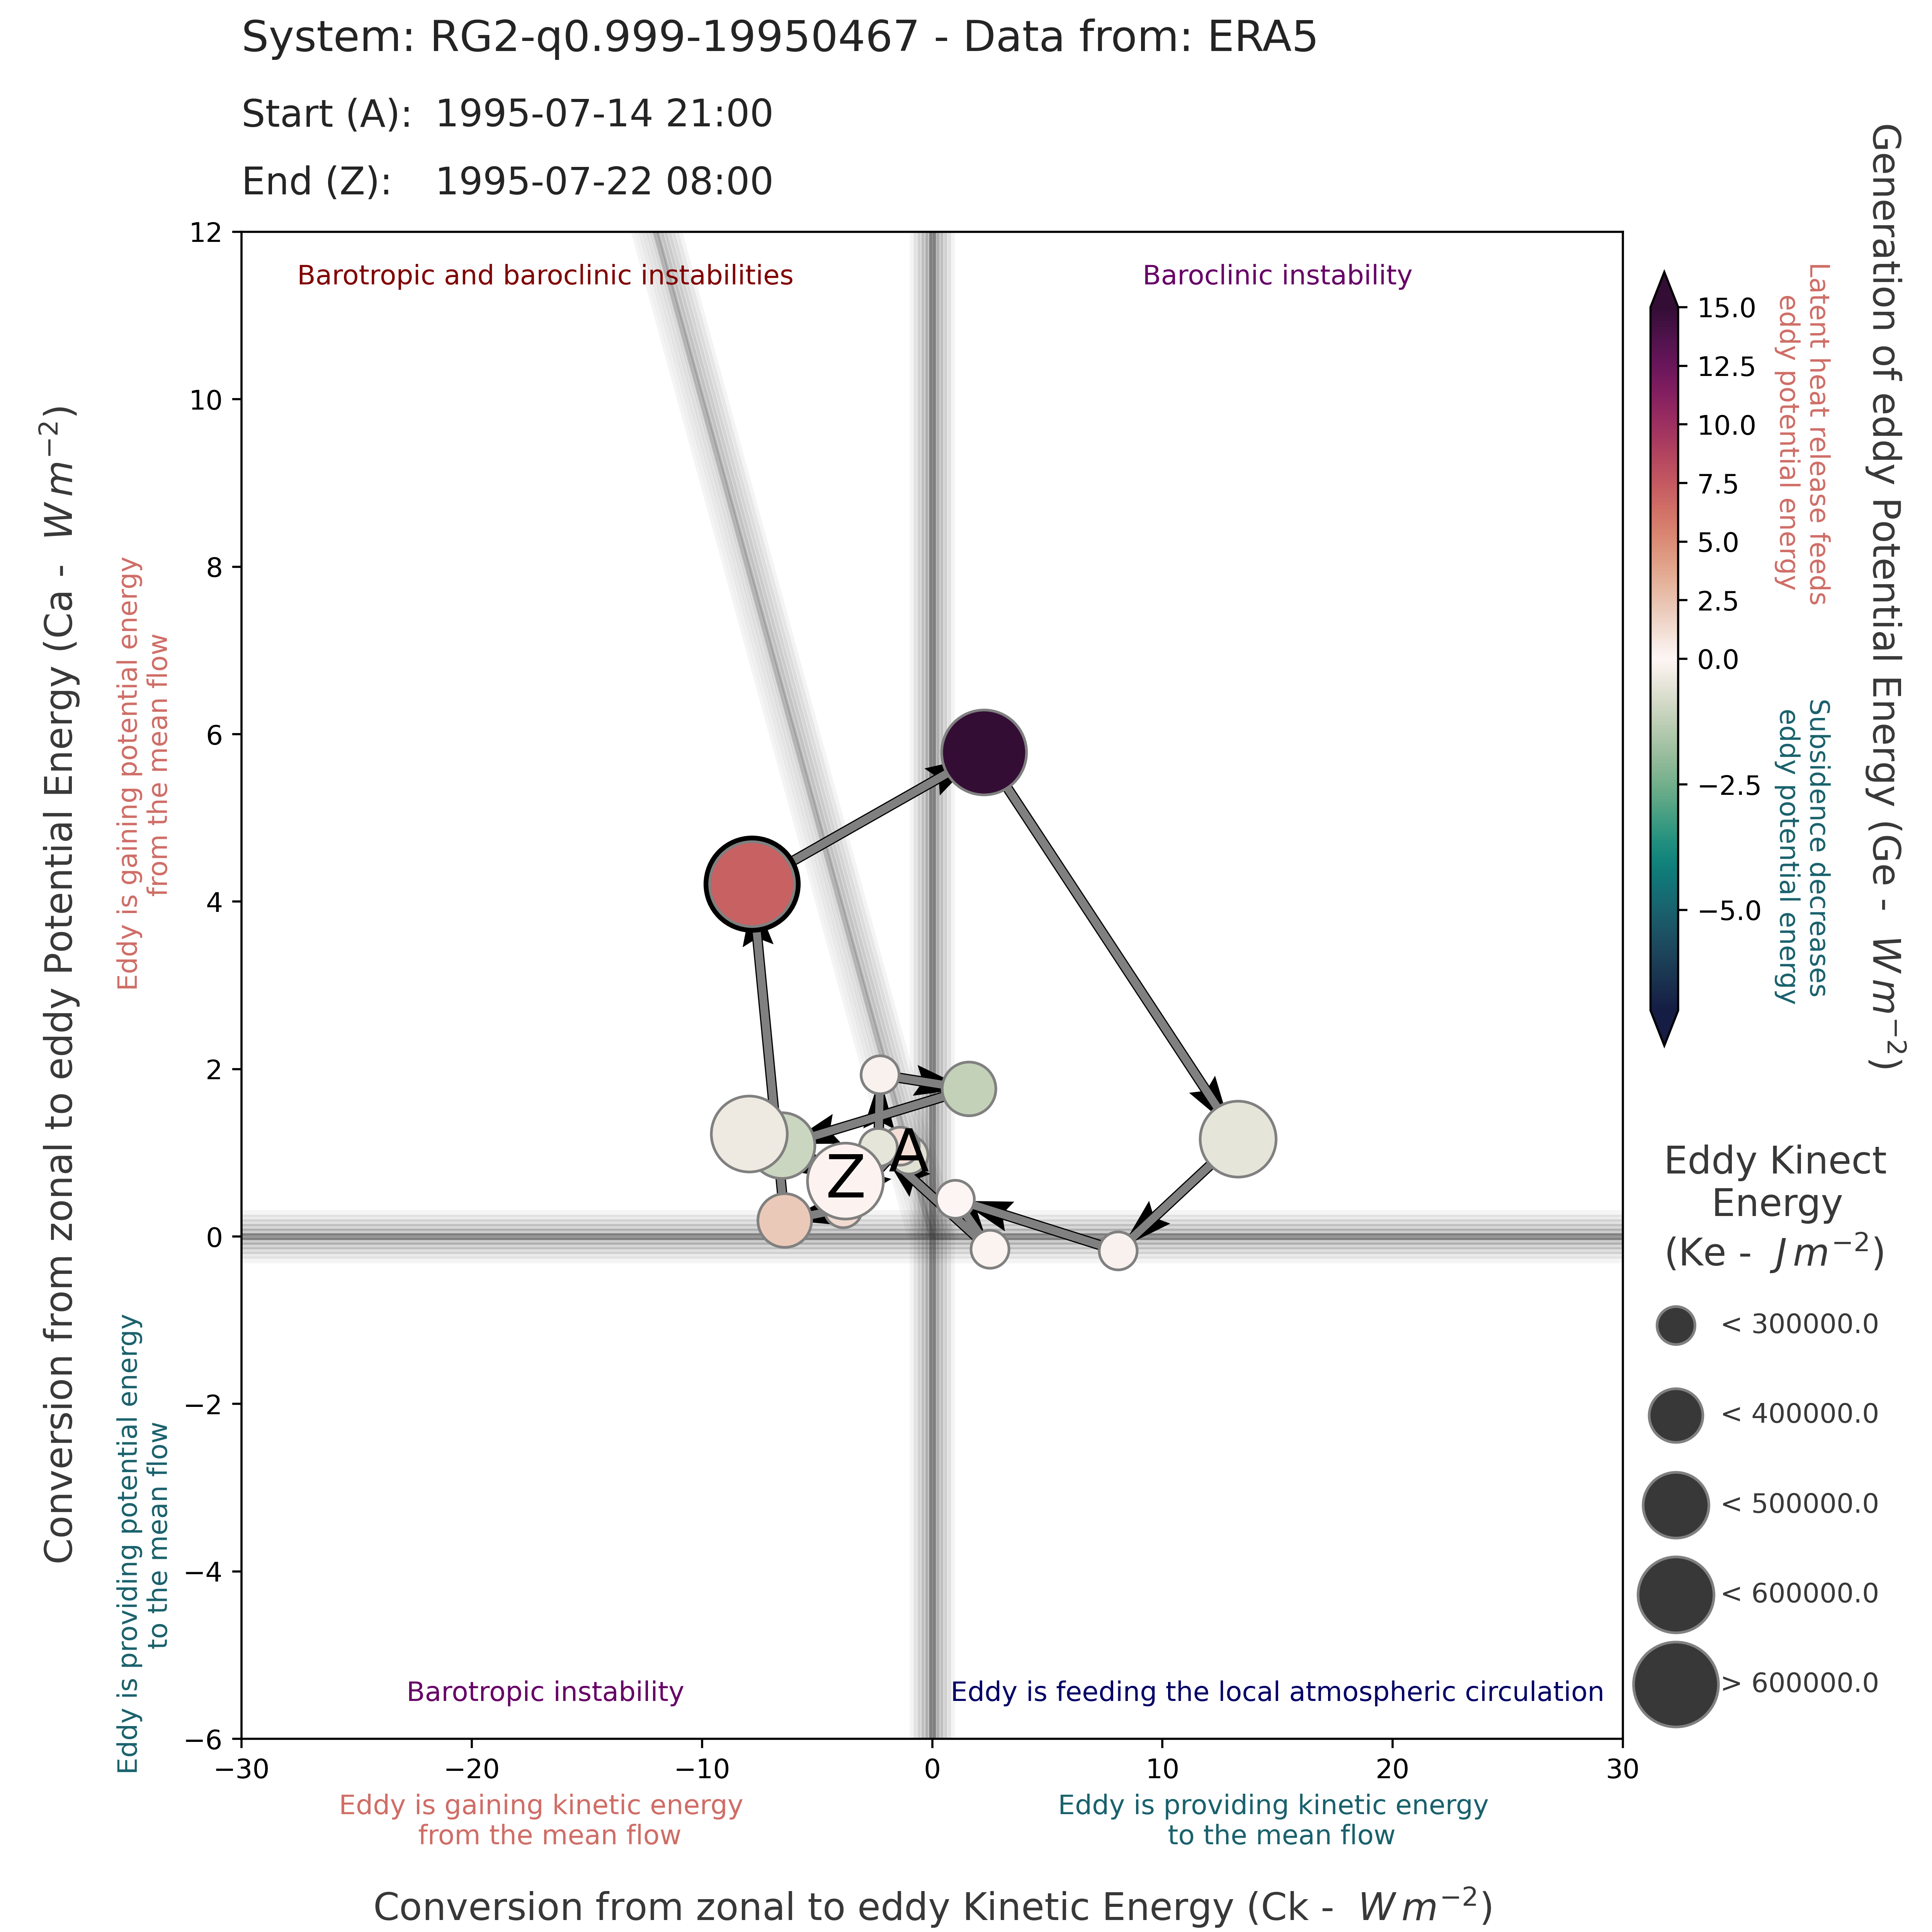 System: RG2-q0.999-19950467 - Data from: ERA5
Start (A): 1995-07-14 21:00
End (Z): 1995-07-22 08:00
Conversion from zonal to eddy Potential Energy (Ca - W m⁻²)
Eddy is gaining potential energy
from the mean flow
Eddy is providing potential energy
to the mean flow
12
10
8
6
4
2
0
−2
−4
−6
Barotropic and baroclinic instabilities
Baroclinic instability
A
Z
Barotropic instability
Eddy is feeding the local atmospheric circulation
−30
−20
−10
0
10
20
30
Eddy is gaining kinetic energy
from the mean flow
Eddy is providing kinetic energy
to the mean flow
Conversion from zonal to eddy Kinetic Energy (Ck - W m⁻²)
15.0
12.5
10.0
7.5
5.0
2.5
0.0
−2.5
−5.0
Latent heat release feeds
eddy potential energy
Subsidence decreases
eddy potential energy
Generation of eddy Potential Energy (Ge - W m⁻²)
Eddy Kinect
Energy
(Ke - J m⁻²)
< 300000.0
< 400000.0
< 500000.0
< 600000.0
> 600000.0